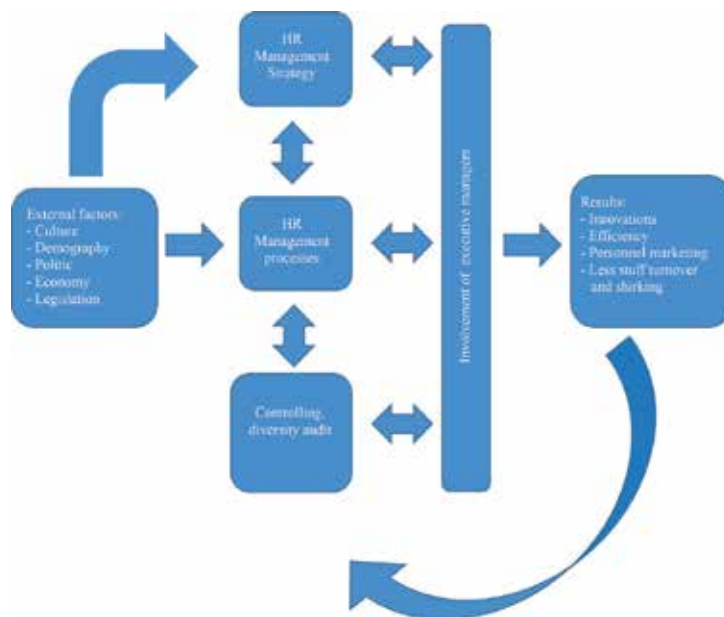 HR
Management
Strategy
External factors:
- Culture
- Demography
- Politic
- Economy
- Legislation
HR
Management
processes
Controlling,
diversity audit
Involvement of executive managers
Results:
- Innovations
- Efficiency
- Personnel marketing
- Less stuff turnover
and shirking